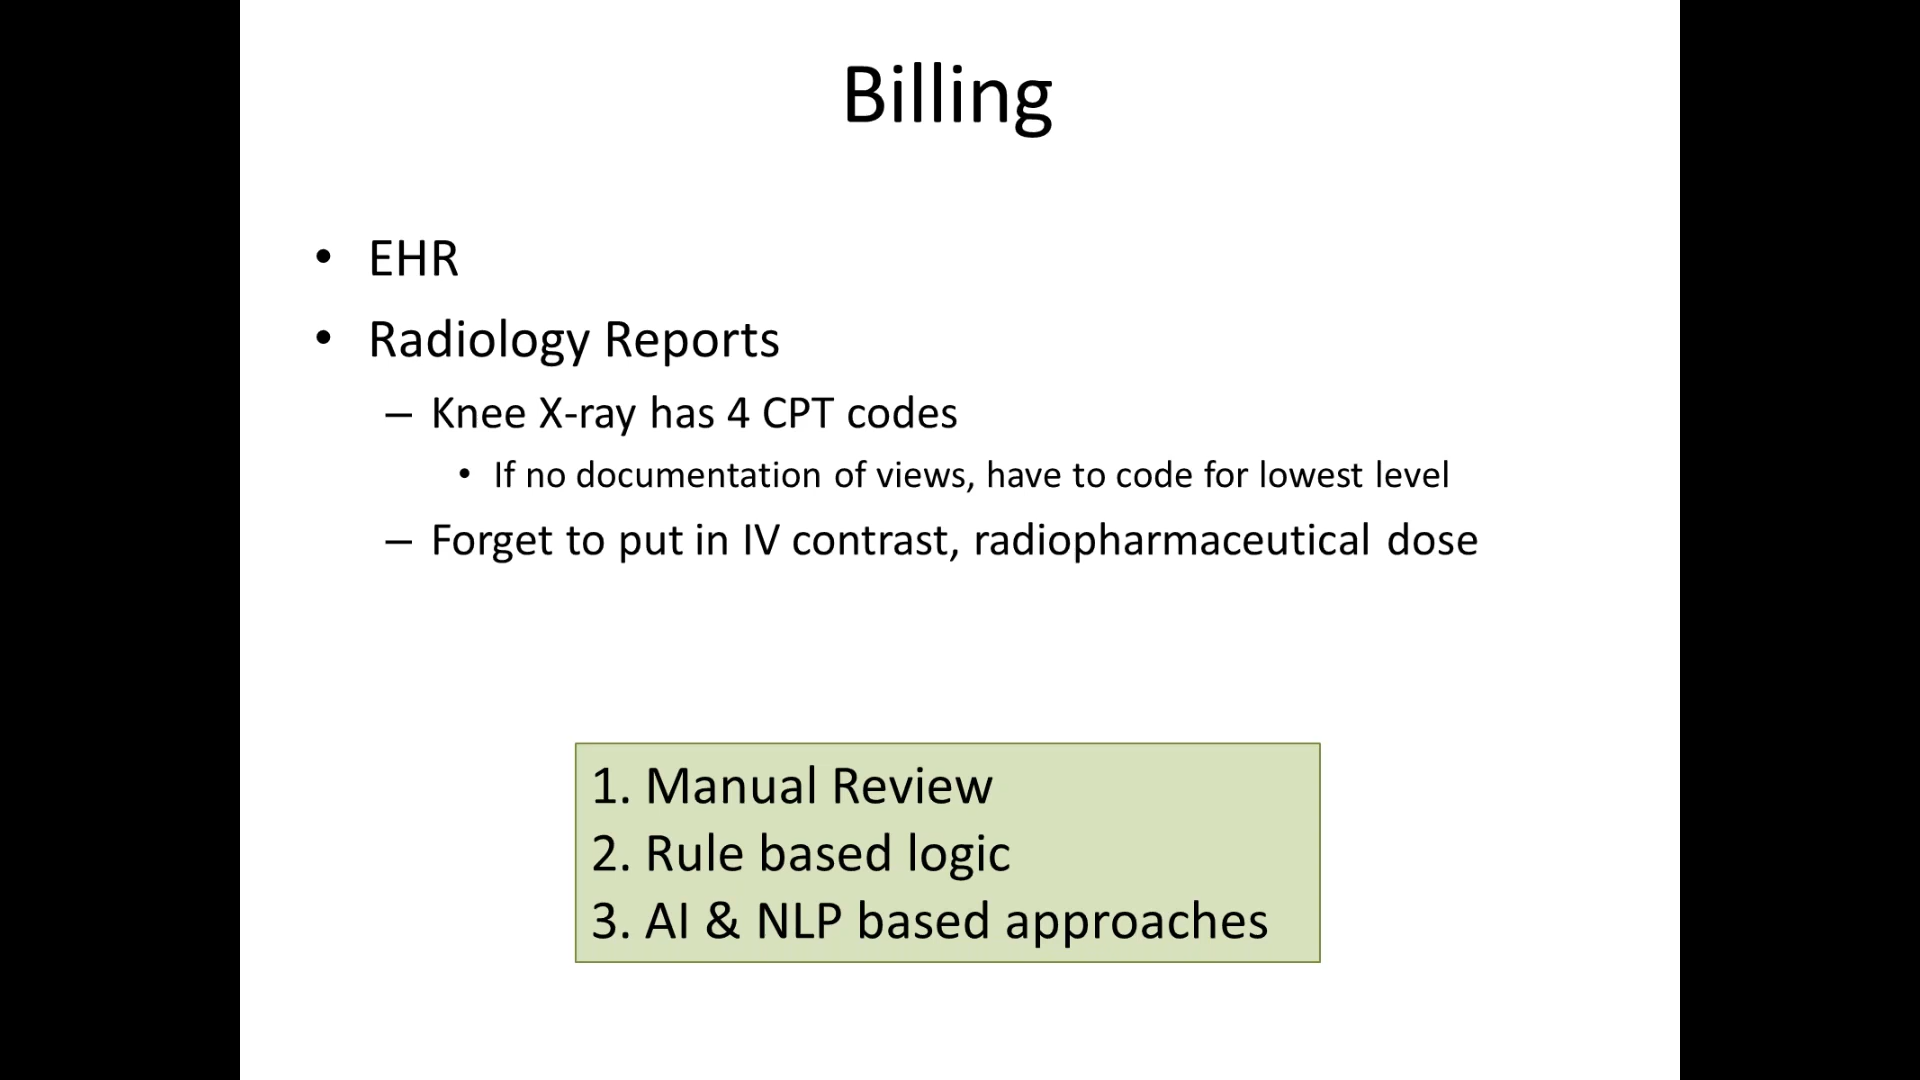 Billing
• EHR
• Radiology Reports
– Knee X-ray has 4 CPT codes
• If no documentation of views, have to code for lowest level
– Forget to put in IV contrast, radiopharmaceutical dose
1. Manual Review
2. Rule based logic
3. AI & NLP based approaches